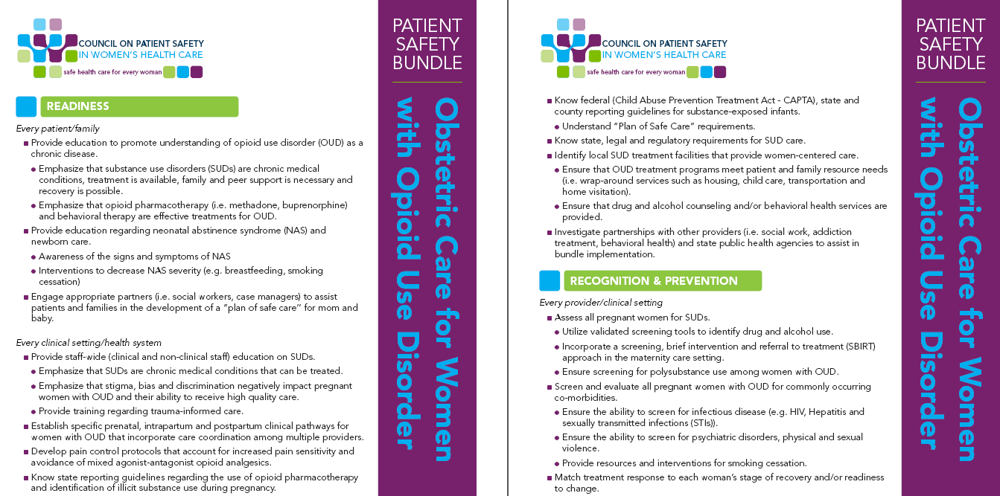 COUNCIL ON PATIENT SAFETY
IN WOMEN'S HEALTH CARE
safe health care for every woman
PATIENT
SAFETY
BUNDLE
Obstetric Care for Women
with Opioid Use Disorder
READINESS
Every patient/family
Provide education to promote understanding of opioid use disorder (OUD) as a
chronic disease.
Emphasize that substance use disorders (SUDs) are chronic medical
conditions, treatment is available, family and peer support is necessary and
recovery is possible.
Emphasize that opioid pharmacotherapy (i.e. methadone, buprenorphine)
and behavioral therapy are effective treatments for OUD.
Provide education regarding neonatal abstinence syndrome (NAS) and
newborn care.
Awareness of the signs and symptoms of NAS
Interventions to decrease NAS severity (e.g. breastfeeding, smoking
cessation)
Engage appropriate partners (i.e. social workers, case managers) to assist
patients and families in the development of a "plan of safe care" for mom and
baby.
Every clinical setting/health system
Provide staff-wide (clinical and non-clinical staff) education on SUDs.
Emphasize that SUDs are chronic medical conditions that can be treated.
Emphasize that stigma, bias and discrimination negatively impact pregnant
women with OUD and their ability to receive high quality care.
Provide training regarding trauma-informed care.
Establish specific prenatal, intrapartum and postpartum clinical pathways for
women with OUD that incorporate care coordination among multiple providers.
Develop pain control protocols that account for increased pain sensitivity and
avoidance of mixed agonist-antagonist opioid analgesics.
Know state reporting guidelines regarding the use of opioid pharmacotherapy
and identification of illicit substance use during pregnancy.
COUNCIL ON PATIENT SAFETY
IN WOMEN'S HEALTH CARE
safe health care for every woman
PATIENT
SAFETY
BUNDLE
Obstetric Care for Women
with Opioid Use Disorder
Know federal (Child Abuse Prevention Treatment Act - CAPTA), state and
county reporting guidelines for substance-exposed infants.
Understand "Plan of Safe Care" requirements.
Know state, legal and regulatory requirements for SUD care.
Identify local SUD treatment facilities that provide women-centered care.
Ensure that OUD treatment programs meet patient and family resource needs
(i.e. wrap-around services such as housing, child care, transportation and
home visitation).
Ensure that drug and alcohol counseling and/or behavioral health services are
provided.
Investigate partnerships with other providers (i.e. social work, addiction
treatment, behavioral health) and state public health agencies to assist in
bundle implementation.
RECOGNITION & PREVENTION
Every provider/clinical setting
Assess all pregnant women for SUDs.
Utilize validated screening tools to identify drug and alcohol use.
Incorporate a screening, brief intervention and referral to treatment (SBIRT)
approach in the maternity care setting.
Ensure screening for polysubstance use among women with OUD.
Screen and evaluate all pregnant women with OUD for commonly occurring
co-morbidities.
Ensure the ability to screen for infectious disease (e.g. HIV, Hepatitis and
sexually transmitted infections (STIs)).
Ensure the ability to screen for psychiatric disorders, physical and sexual
violence.
Provide resources and interventions for smoking cessation.
Match treatment response to each woman's stage of recovery and/or readiness
to change.